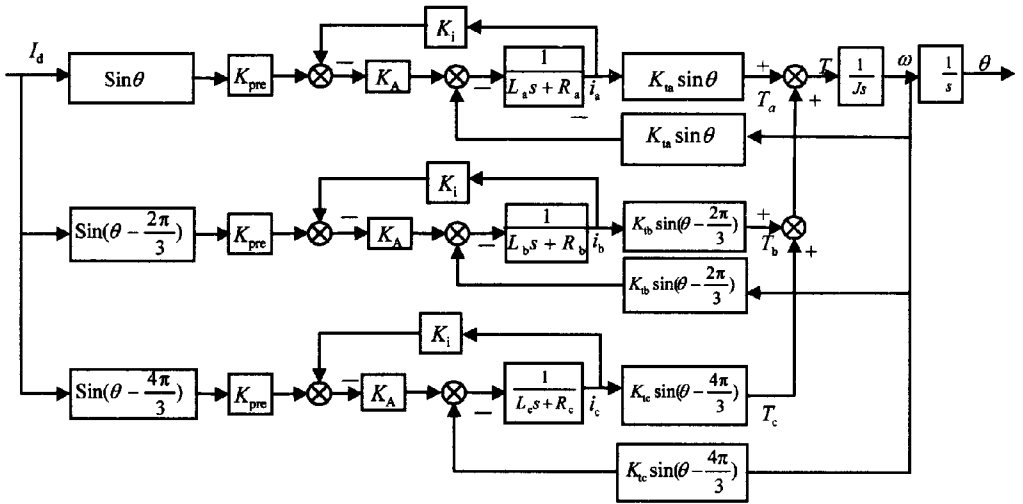 K_i
I_d
Sinθ
K_pre
−
K_A
−
1/(L_a s + R_a)
i_a
K_ta sinθ
+
T_a
T
+
1/(Js)
ω
1/s
θ
−
K_ta sinθ
K_i
Sin(θ − 2π/3)
K_pre
−
K_A
−
1/(L_b s + R_b)
i_b
K_tb sin(θ − 2π/3)
+
T_b
+
K_tb sin(θ − 2π/3)
K_i
Sin(θ − 4π/3)
K_pre
−
K_A
−
1/(L_c s + R_c)
i_c
K_tc sin(θ − 4π/3)
T_c
K_tc sin(θ − 4π/3)